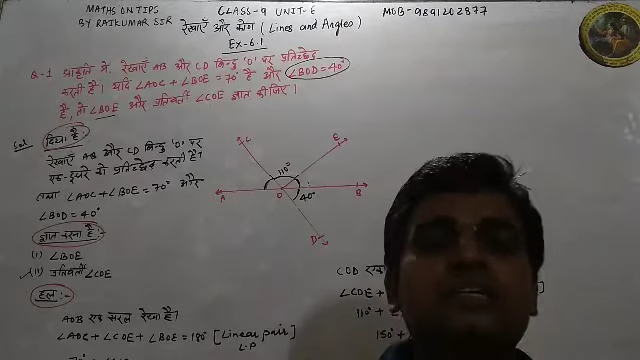 MATHS ON TIPS
BY RAJKUMAR SIR
CLASS-9 UNIT-E
MOB-9891202877
रेखाएँ और कोण (Lines and Angles)
Ex-6.1
Q-1 आकृति में, रेखाएँ AB और CD बिन्दु 'O' पर प्रतिच्छेद
करती हैं। यदि ∠AOC + ∠BOE = 70° है और ∠BOD = 40°
है, तो ∠BOE और प्रतिवर्ती ∠COE ज्ञात कीजिए।
Sol दिया है:
रेखाएँ AB और CD बिन्दु 'O' पर
एक-दूसरे को प्रतिच्छेद करती हैं।
तथा ∠AOC + ∠BOE = 70° और
∠BOD = 40°
ज्ञात करना है:
(i) ∠BOE
(ii) प्रतिवर्ती ∠COE
हल:-
AOB एक सरल रेखा है।
∠AOC + ∠COE + ∠BOE = 180° [Linear pair]
L.P
C
E
110°
A
O
B
40°
D
COD एक
∠COE +
110° +
150° +